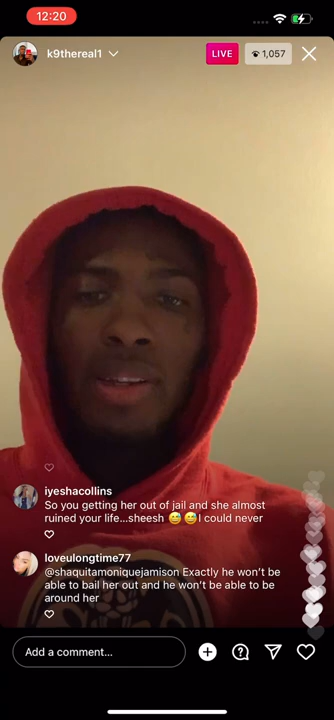 12:20
k9thereal1
LIVE
1,057
iyeshacollins
So you getting her out of jail and she almost
ruined your life...sheesh 😅😅I could never
loveulongtime77
@shaquitamoniquejamison Exactly he won't be
able to bail her out and he won't be able to be
around her
Add a comment...